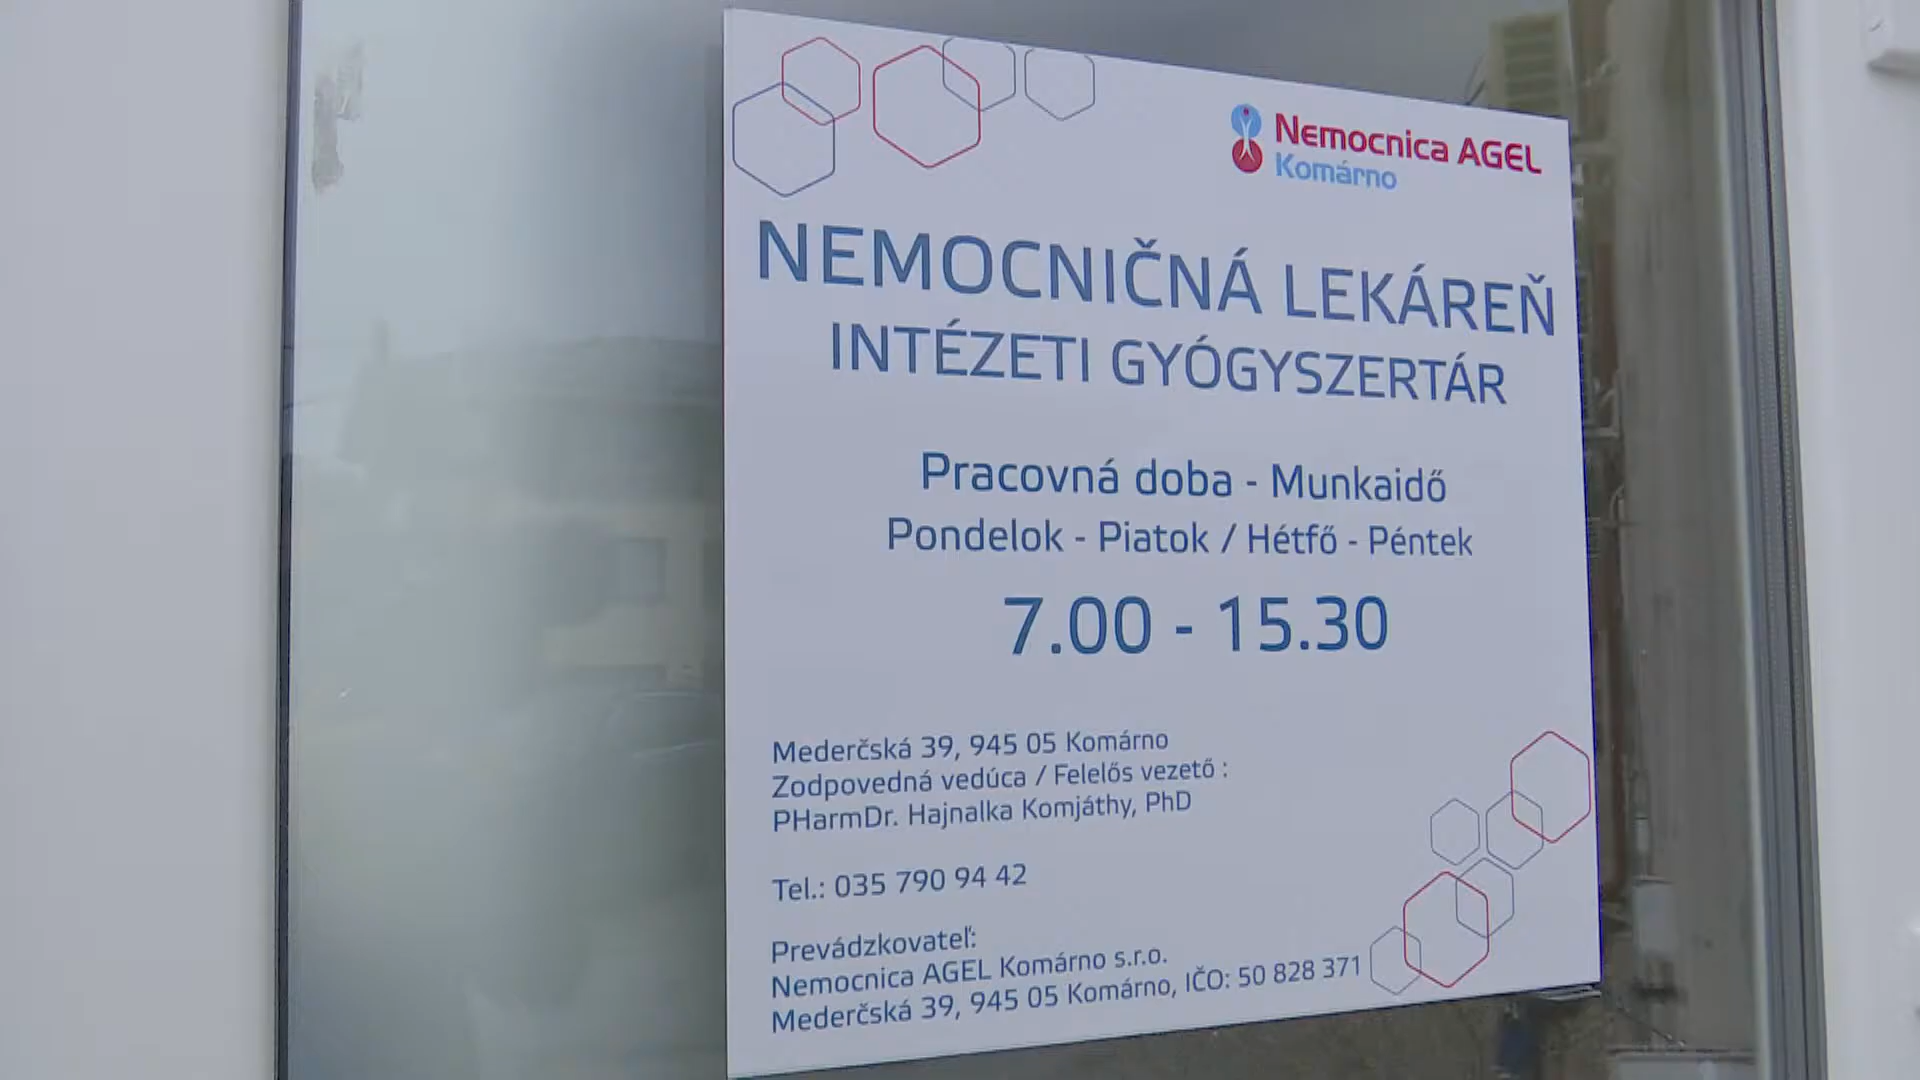 Nemocnica AGEL
Komárno
NEMOCNIČNÁ LEKÁREŇ
INTÉZETI GYÓGYSZERTÁR
Pracovná doba - Munkaidő
Pondelok - Piatok / Hétfő - Péntek
7.00 - 15.30
Mederčská 39, 945 05 Komárno
Zodpovedná vedúca / Felelős vezető :
PHarmDr. Hajnalka Komjáthy, PhD
Tel.: 035 790 94 42
Prevádzkovateľ:
Nemocnica AGEL Komárno s.r.o.
Mederčská 39, 945 05 Komárno, IČO: 50 828 371